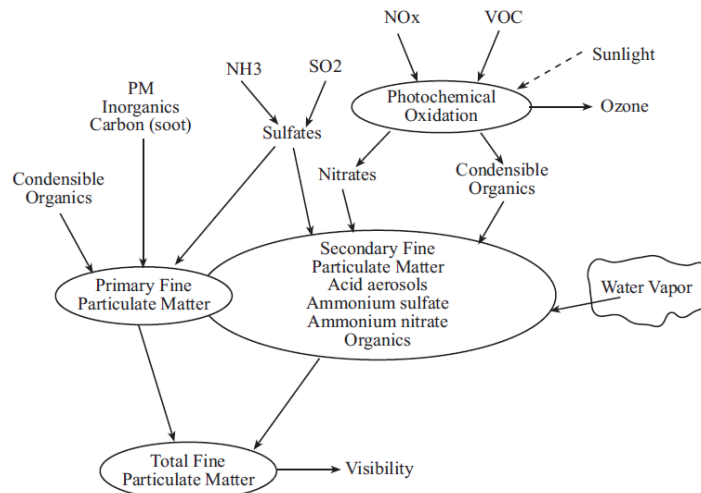 NOx
VOC
Sunlight
NH3
SO2
PM
Inorganics
Carbon (soot)
Photochemical
Oxidation
Ozone
Sulfates
Condensible
Organics
Nitrates
Condensible
Organics
Primary Fine
Particulate Matter
Secondary Fine
Particulate Matter
Acid aerosols
Ammonium sulfate
Ammonium nitrate
Organics
Water Vapor
Total Fine
Particulate Matter
Visibility